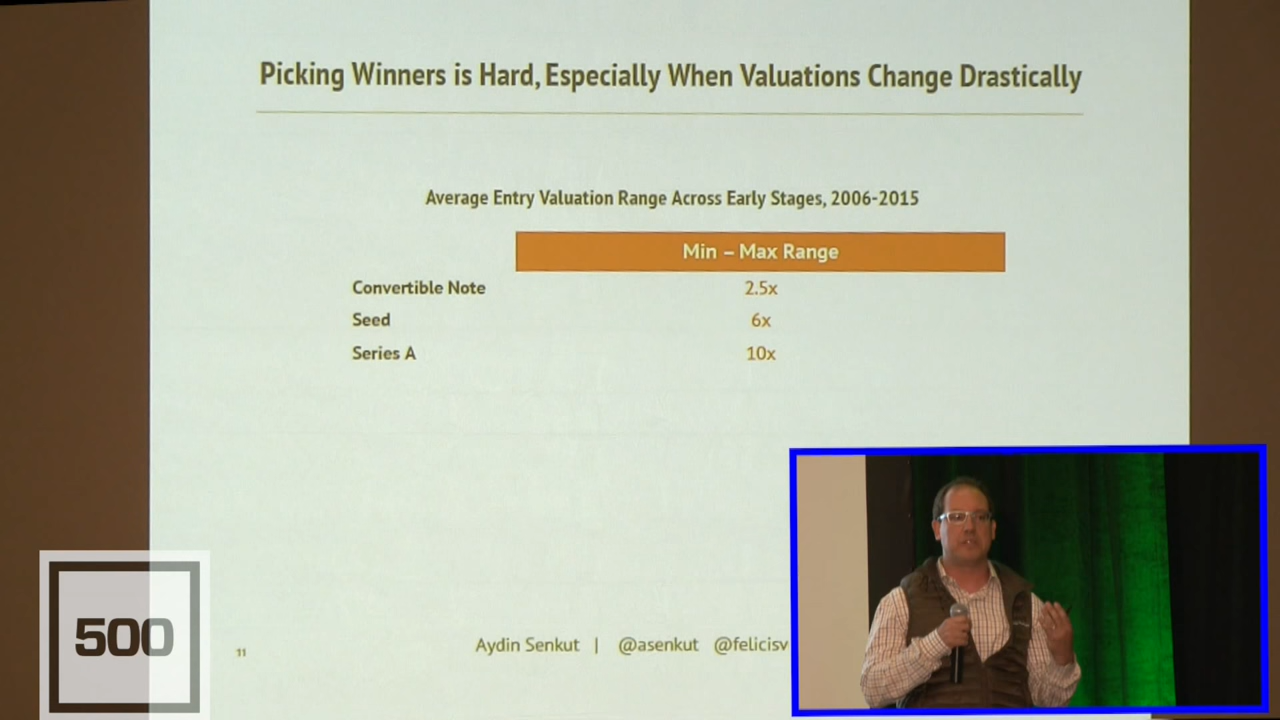 Picking Winners is Hard, Especially When Valuations Change Drastically
Average Entry Valuation Range Across Early Stages, 2006-2015
Min – Max Range
Convertible Note 2.5x
Seed 6x
Series A 10x
500
11
Aydin Senkut | @asenkut @felicisv